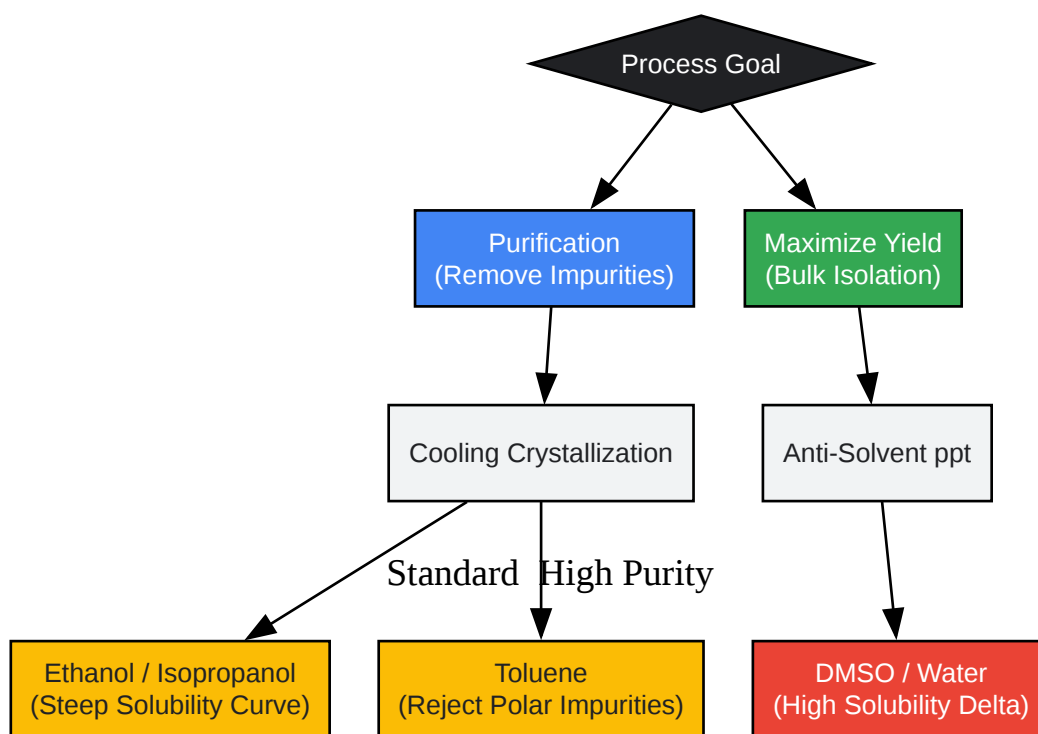 Process Goal
Purification
(Remove Impurities)
Maximize Yield
(Bulk Isolation)
Cooling Crystallization
Anti-Solvent ppt
Standard
High Purity
Ethanol / Isopropanol
(Steep Solubility Curve)
Toluene
(Reject Polar Impurities)
DMSO / Water
(High Solubility Delta)